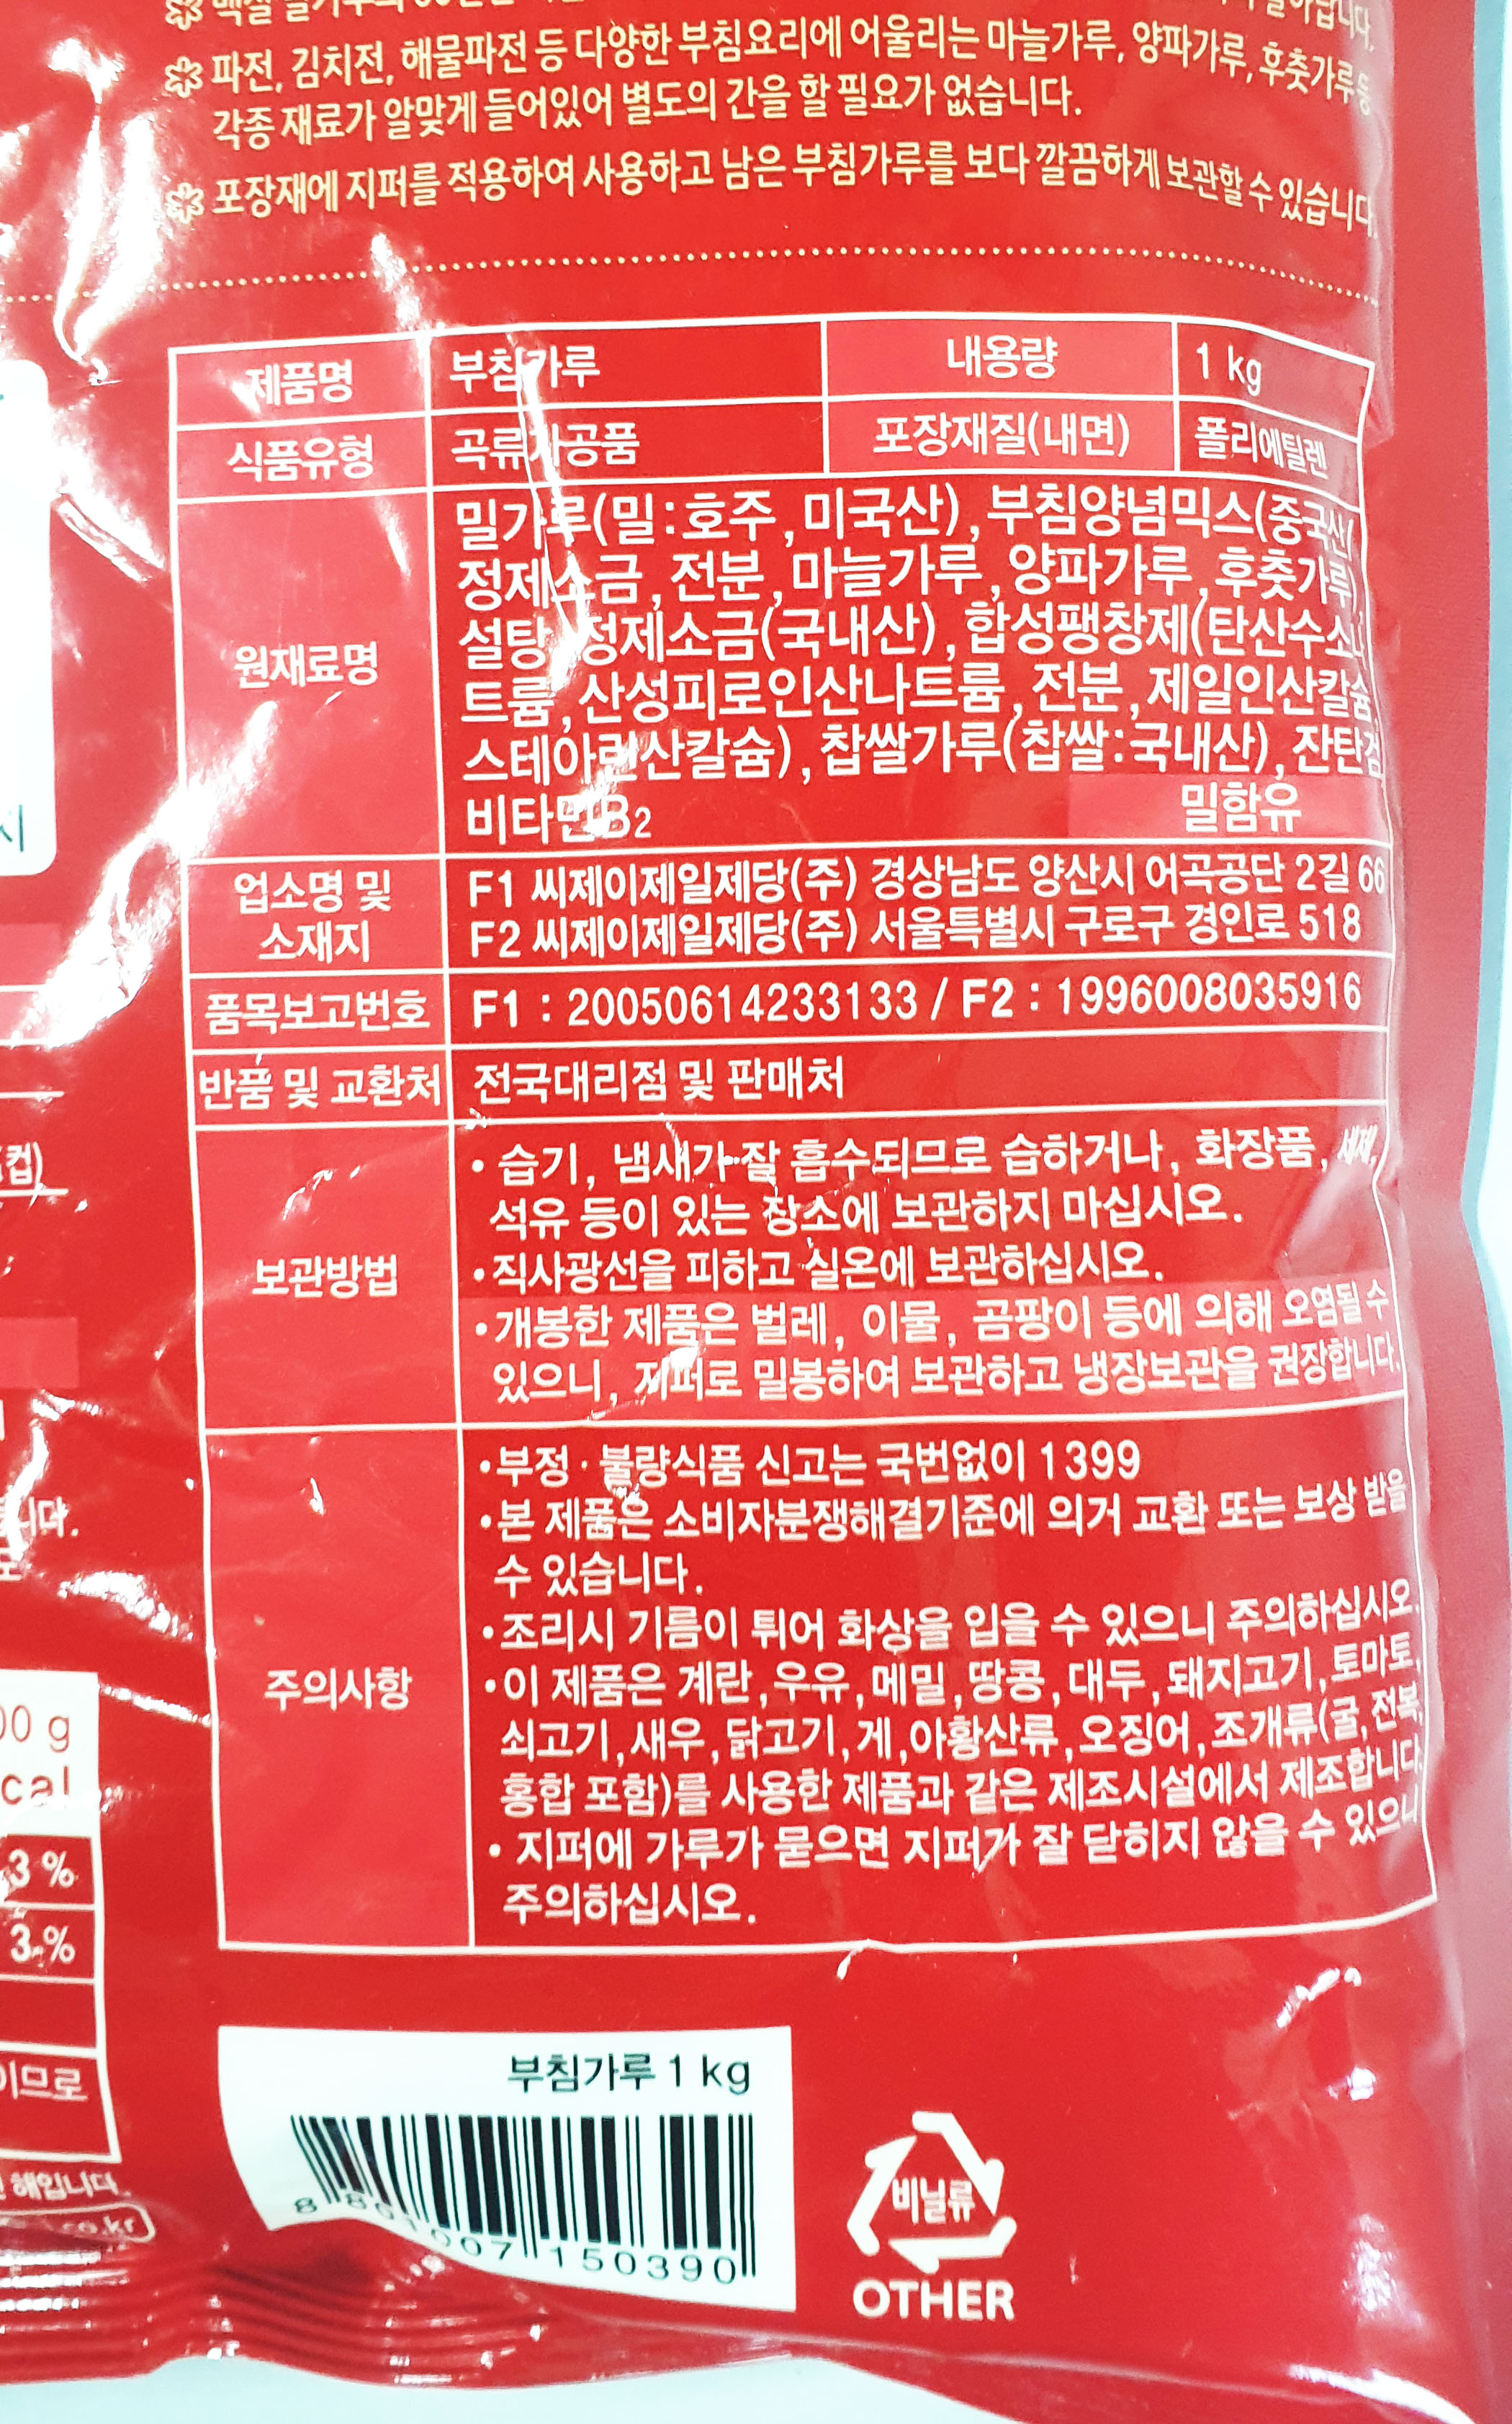 ※ 파전, 김치전, 해물파전 등 다양한 부침요리에 어울리는 마늘가루, 양파가루, 후춧가루 등
각종 재료가 알맞게 들어있어 별도의 간을 할 필요가 없습니다.
※ 포장재에 지퍼를 적용하여 사용하고 남은 부침가루를 보다 깔끔하게 보관할 수 있습니다.
제품명 부침가루 내용량 1 kg
식품유형 곡류가공품 포장재질(내면) 폴리에틸렌
원재료명
밀가루(밀:호주,미국산),부침양념믹스(중국산(
정제소금,전분,마늘가루,양파가루,후춧가루),
설탕,정제소금(국내산),합성팽창제(탄산수소나
트륨,산성피로인산나트륨,전분,제일인산칼슘,
스테아린산칼슘),찹쌀가루(찹쌀:국내산),잔탄검
비타민B2 밀함유
업소명 및
소재지
F1 씨제이제일제당(주) 경상남도 양산시 어곡공단 2길 66
F2 씨제이제일제당(주) 서울특별시 구로구 경인로 518
품목보고번호 F1 : 20050614233133 / F2 : 1996008035916
반품 및 교환처 전국대리점 및 판매처
보관방법
• 습기, 냄새가 잘 흡수되므로 습하거나, 화장품, 세제,
석유 등이 있는 장소에 보관하지 마십시오.
•직사광선을 피하고 실온에 보관하십시오.
•개봉한 제품은 벌레, 이물, 곰팡이 등에 의해 오염될 수
있으니, 지퍼로 밀봉하여 보관하고 냉장보관을 권장합니다.
주의사항
•부정·불량식품 신고는 국번없이 1399
•본 제품은 소비자분쟁해결기준에 의거 교환 또는 보상 받을
수 있습니다.
•조리시 기름이 튀어 화상을 입을 수 있으니 주의하십시오.
•이 제품은 계란,우유,메밀,땅콩,대두,돼지고기,토마토,
쇠고기,새우,닭고기,게,아황산류,오징어,조개류(굴,전복,
홍합 포함)를 사용한 제품과 같은 제조시설에서 제조합니다.
• 지퍼에 가루가 묻으면 지퍼가 잘 닫히지 않을 수 있으니
주의하십시오.
컵)
니다.
00 g
cal
3 %
3 %
이므로
해입니다.
co.kr
부침가루 1 kg
8 801007 150390
비닐류
OTHER